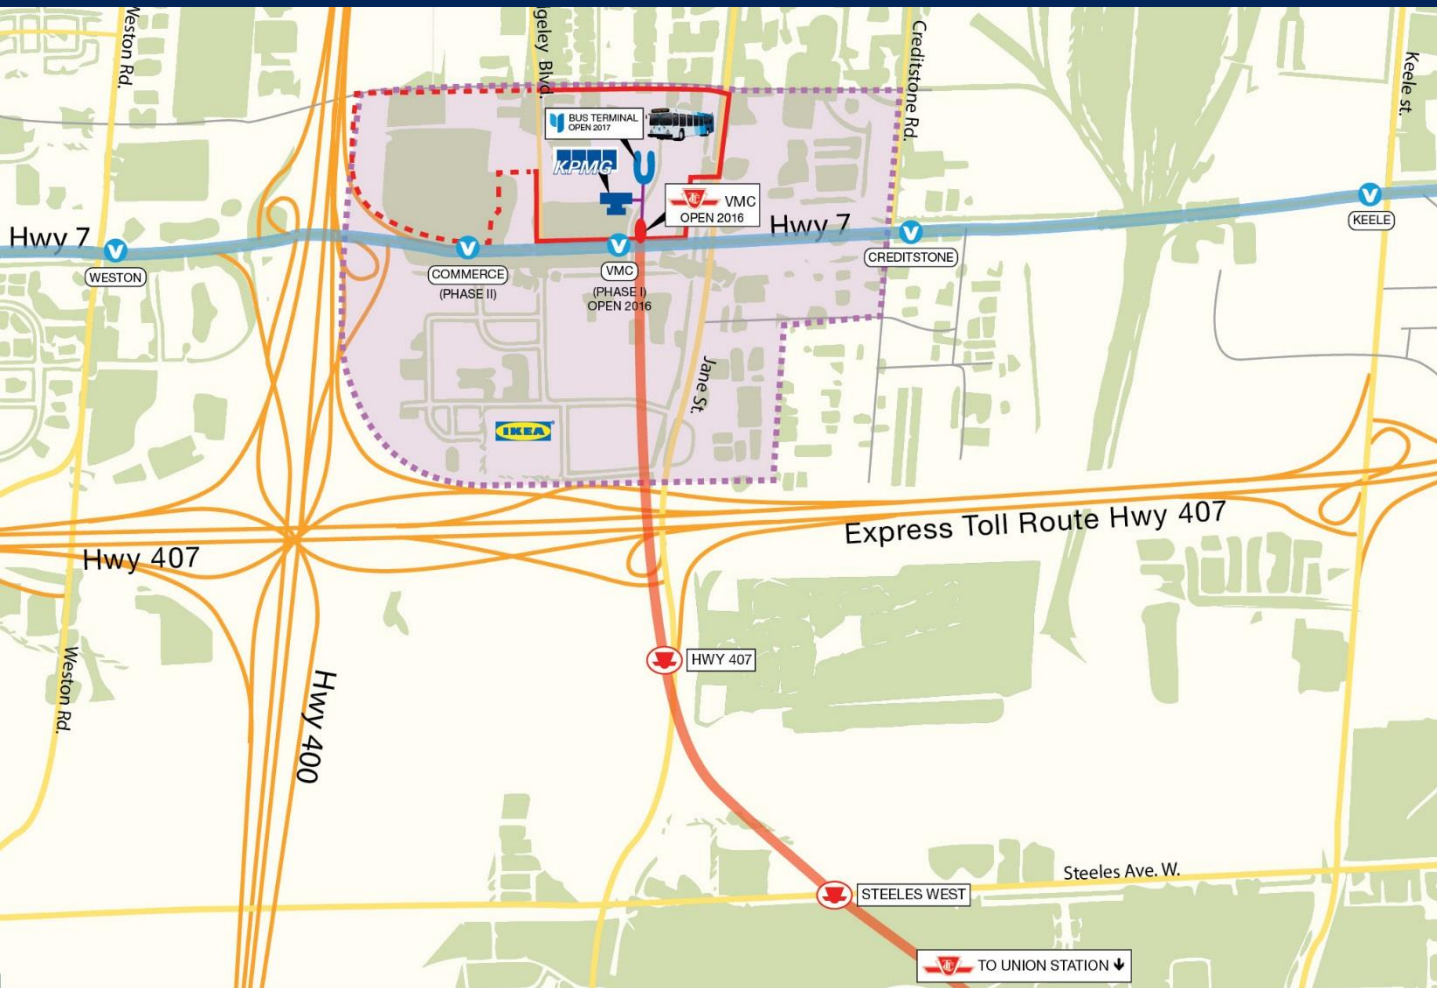 Weston Rd.
geley Blvd.
Creditstone Rd.
Keele st.
BUS TERMINAL
OPEN 2017
KPMG
VMC
OPEN 2016
Hwy 7
Hwy 7
KEELE
WESTON
COMMERCE
(PHASE II)
VMC
(PHASE I)
OPEN 2016
CREDITSTONE
Jane St.
IKEA
Express Toll Route Hwy 407
Hwy 407
Weston Rd.
Hwy 400
HWY 407
Steeles Ave. W.
STEELES WEST
TO UNION STATION